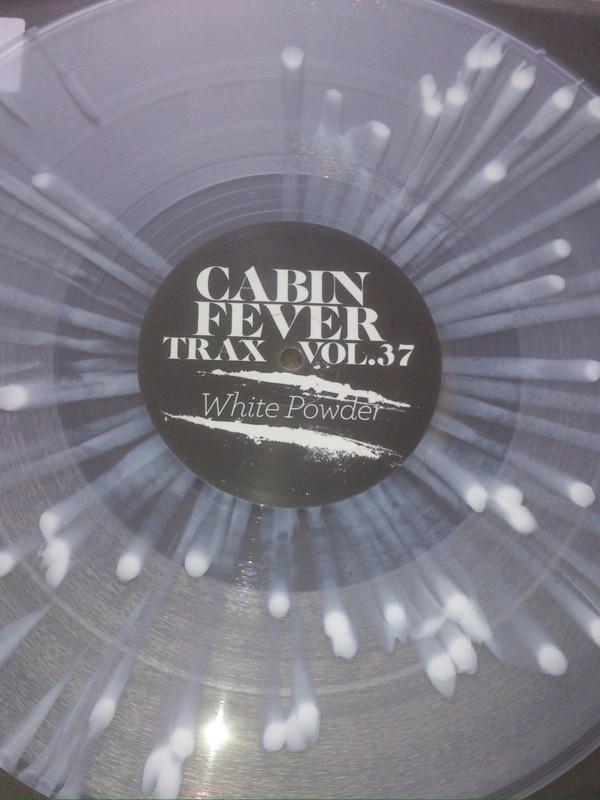 CABIN
FEVER
TRAX VOL.37
White Powder